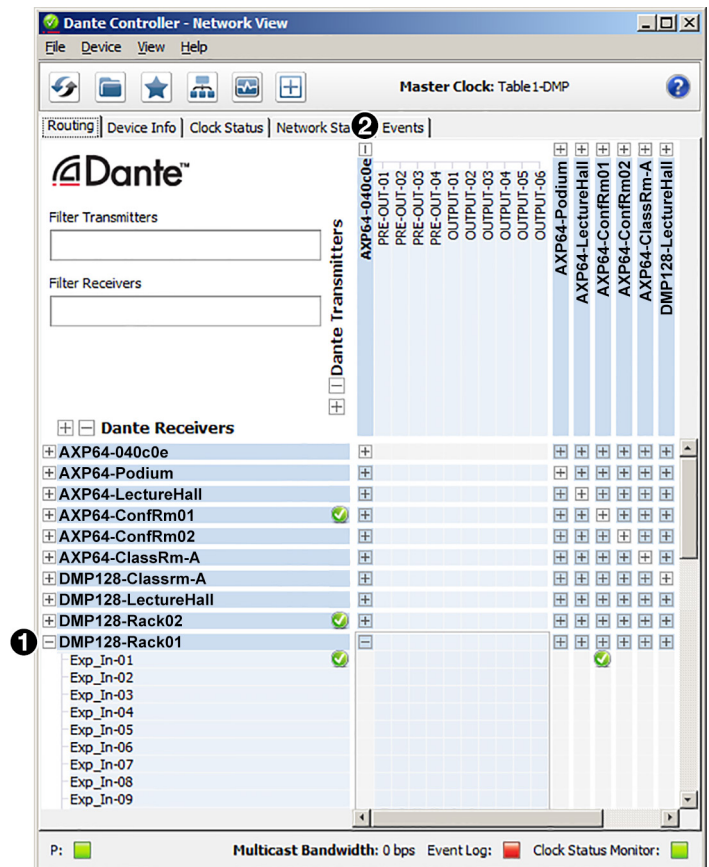 Dante Controller - Network View
File Device View Help
Master Clock: Table1-DMP
?
Routing Device Info Clock Status Network Sta 2 Events
Dante™
Filter Transmitters
Filter Receivers
Dante Transmitters
AXP64-040c0e
PRE-OUT-01
PRE-OUT-02
PRE-OUT-03
PRE-OUT-04
OUTPUT-01
OUTPUT-02
OUTPUT-03
OUTPUT-04
OUTPUT-05
OUTPUT-06
AXP64-Podium
AXP64-LectureHall
AXP64-ConfRm01
AXP64-ConfRm02
AXP64-ClassRm-A
DMP128-LectureHall
Dante Receivers
AXP64-040c0e
AXP64-Podium
AXP64-LectureHall
AXP64-ConfRm01
AXP64-ConfRm02
AXP64-ClassRm-A
DMP128-Classrm-A
DMP128-LectureHall
DMP128-Rack02
1 DMP128-Rack01
Exp_In-01
Exp_In-02
Exp_In-03
Exp_In-04
Exp_In-05
Exp_In-06
Exp_In-07
Exp_In-08
Exp_In-09
P: Multicast Bandwidth: 0 bps Event Log: Clock Status Monitor: